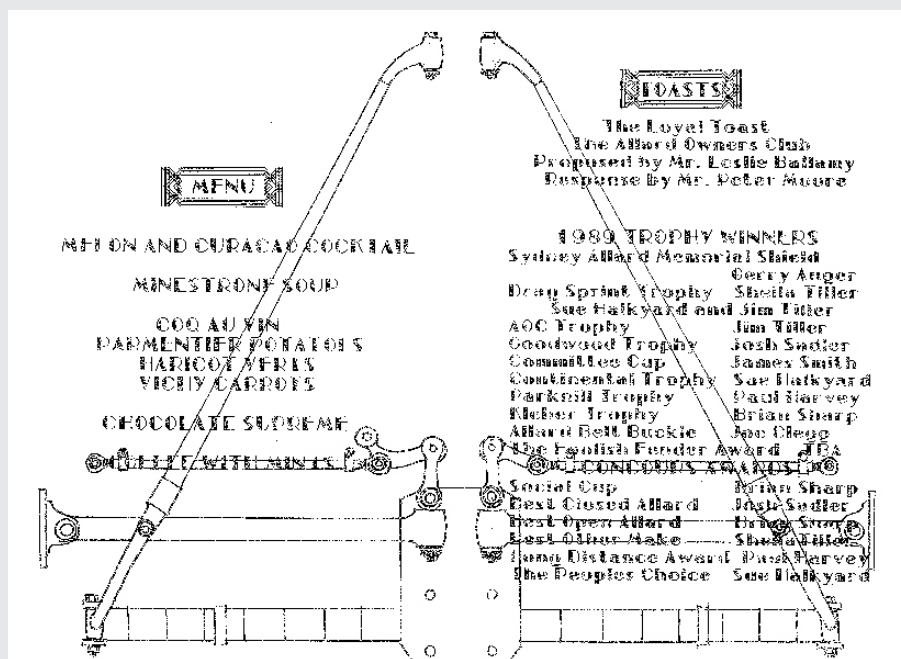 MENU
MELON AND CURACAO COCKTAIL
MINESTRONE SOUP
COQ AU VIN
PARMENTIER POTATOES
HARICOT VERTS
VICHY CARROTS
CHOCOLATE SUPREME
COFFEE WITH MINTS
TOASTS
The Loyal Toast
The Allard Owners Club
Proposed by Mr. Leslie Ballamy
Response by Mr. Peter Moore
1989 TROPHY WINNERS
Sydney Allard Memorial Shield
Gerry Auger
Drag Sprint Trophy Sheila Tiller
Sue Halkyard and Jim Tiller
AOC Trophy Jim Tiller
Goodwood Trophy Josh Sadler
Committee Cup James Smith
Continental Trophy Sue Halkyard
Parknill Trophy Paul Harvey
Kleber Trophy Brian Sharp
Allard Belt Buckle Joe Clegg
The Foolish Funder Award TBA
CONCOURS AWARDS
Social Cup Brian Sharp
Best Closed Allard Josh Sadler
Best Open Allard Brian Sharp
Best Other Make Sheila Tiller
Long Distance Award Paul Harvey
The Peoples Choice Sue Halkyard